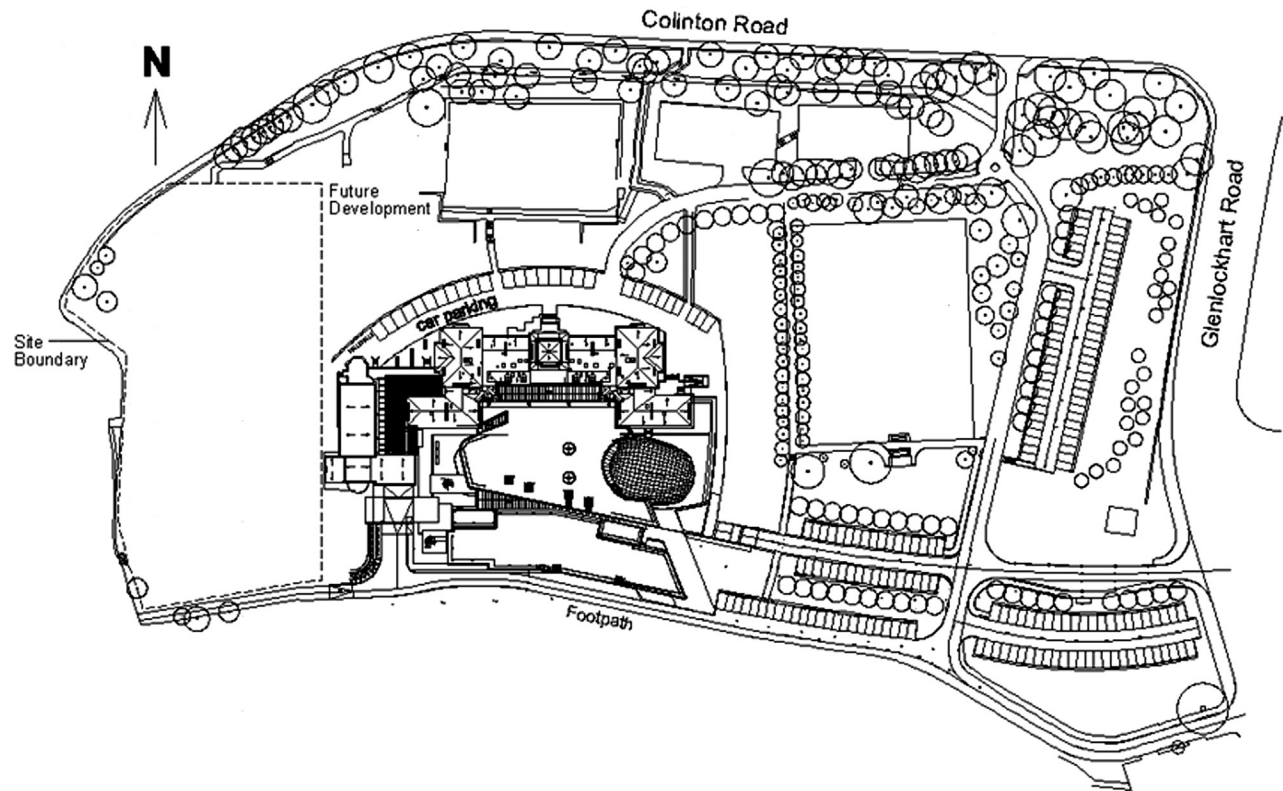 Colinton Road
N
Future
Development
Glenlockhart Road
car parking
Site
Boundary
Footpath